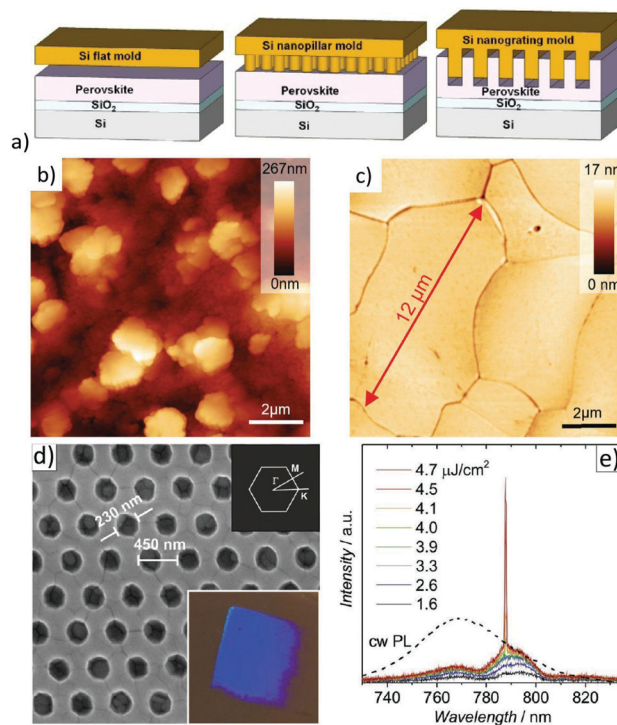 Si flat mold
Perovskite
SiO₂
Si
Si nanopillar mold
Perovskite
SiO₂
Si
Si nanograting mold
Perovskite
SiO₂
Si
a)
b)
267nm
0nm
2μm
c)
17 nm
0 nm
12 μm
2μm
d)
230 nm
450 nm
M
Γ
K
e)
4.7 μJ/cm²
4.5
4.1
4.0
3.9
3.3
2.6
1.6
cw PL
Intensity / a.u.
740 760 780 800 820
Wavelength / nm